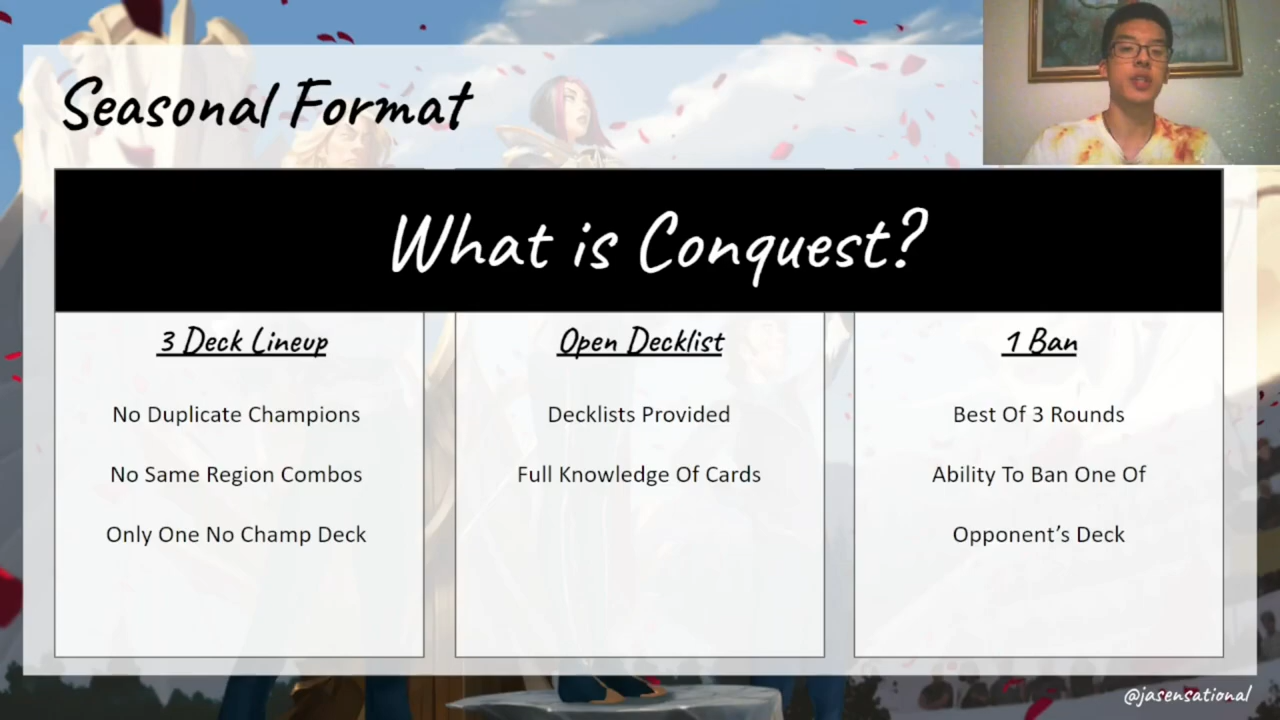 Seasonal Format
What is Conquest?
3 Deck Lineup
No Duplicate Champions
No Same Region Combos
Only One No Champ Deck
Open Decklist
Decklists Provided
Full Knowledge Of Cards
1 Ban
Best Of 3 Rounds
Ability To Ban One Of
Opponent’s Deck
@jasensational